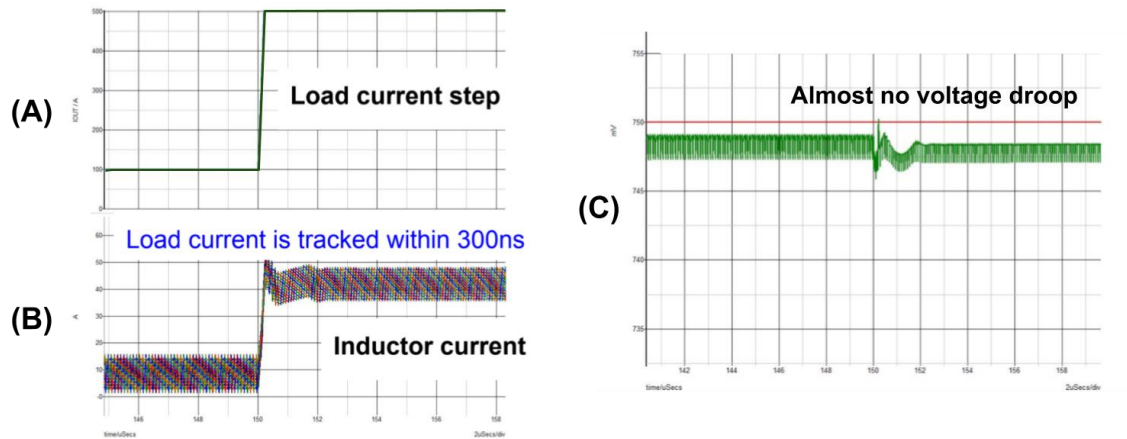 (A)
IOUT / A
500
400
300
200
100
0
Load current step
Load current is tracked within 300ns
(B)
A
60
50
40
30
20
10
0
Inductor current
146
148
150
152
154
156
158
time/uSecs
2uSecs/div
(C)
mV
755
750
745
740
735
Almost no voltage droop
142
144
146
148
150
152
154
156
158
time/uSecs
2uSecs/div